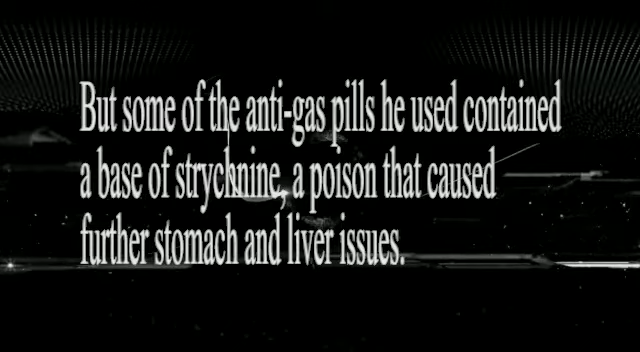 But some of the anti-gas pills he used contained
a base of strychnine, a poison that caused
further stomach and liver issues.